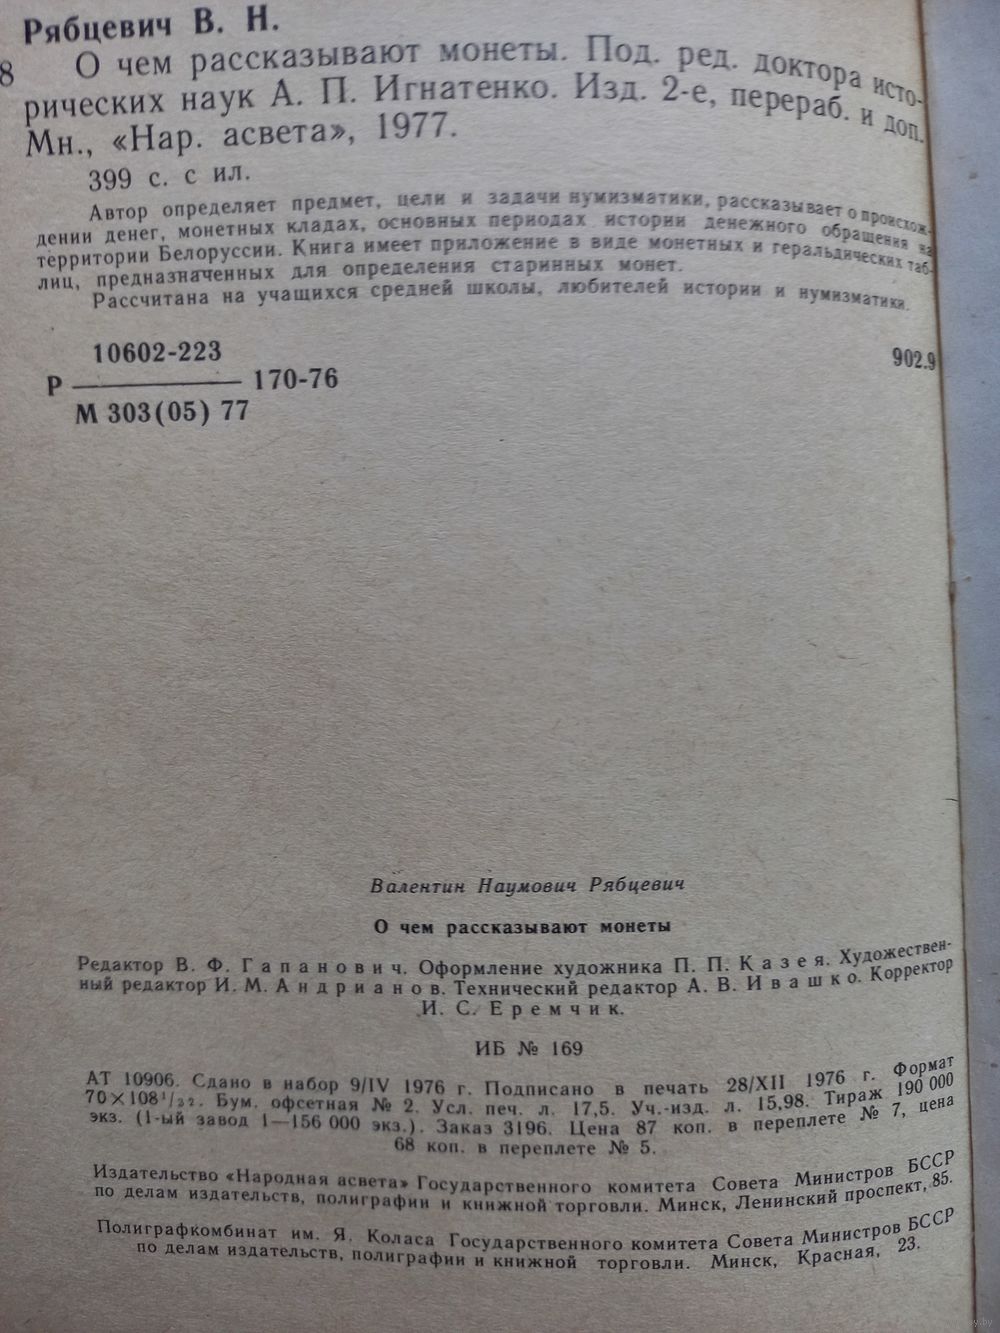 Рябцевич В. Н.
8 О чем рассказывают монеты. Под. ред. доктора исто-
рических наук А. П. Игнатенко. Изд. 2-е, перераб. и доп.
Мн., «Нар. асвета», 1977.
399 с. с ил.
Автор определяет предмет, цели и задачи нумизматики, рассказывает о происхож-
дении денег, монетных кладах, основных периодах истории денежного обращения на
территории Белоруссии. Книга имеет приложение в виде монетных и геральдических таб-
лиц, предназначенных для определения старинных монет.
Рассчитана на учащихся средней школы, любителей истории и нумизматики.
10602-223
Р 170-76
М 303(05) 77
902.9
Валентин Наумович Рябцевич
О чем рассказывают монеты
Редактор В. Ф. Гапанович. Оформление художника П. П. Казея. Художествен-
ный редактор И. М. Андрианов. Технический редактор А. В. Ивашко. Корректор
И. С. Еремчик.
ИБ № 169
АТ 10906. Сдано в набор 9/IV 1976 г. Подписано в печать 28/XII 1976 г. Формат
70×108¹/₃₂. Бум. офсетная № 2. Усл. печ. л. 17,5. Уч.-изд. л. 15,98. Тираж 190 000
экз. (1-ый завод 1—156 000 экз.). Заказ 3196. Цена 87 коп. в переплете № 7, цена
68 коп. в переплете № 5.
Издательство «Народная асвета» Государственного комитета Совета Министров БССР
по делам издательств, полиграфии и книжной торговли. Минск, Ленинский проспект, 85.
Полиграфкомбинат им. Я. Коласа Государственного комитета Совета Министров БССР
по делам издательств, полиграфии и книжной торговли. Минск, Красная, 23.